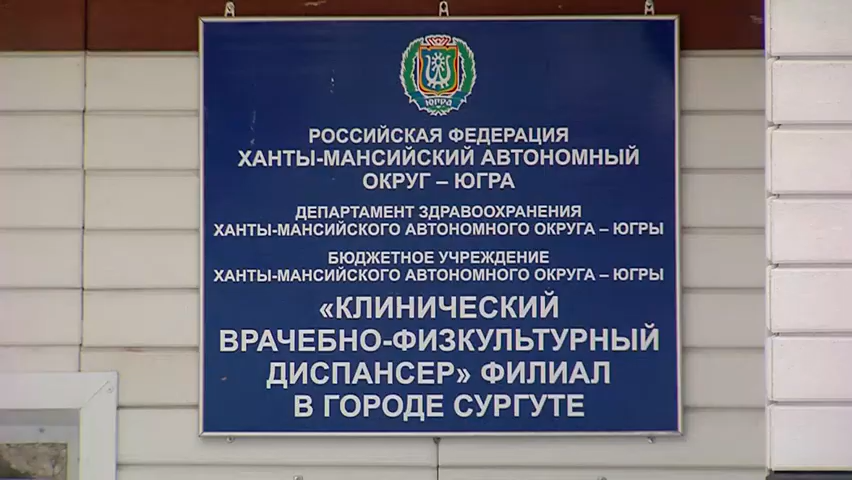 ЮГРА
РОССИЙСКАЯ ФЕДЕРАЦИЯ
ХАНТЫ-МАНСИЙСКИЙ АВТОНОМНЫЙ
ОКРУГ – ЮГРА
ДЕПАРТАМЕНТ ЗДРАВООХРАНЕНИЯ
ХАНТЫ-МАНСИЙСКОГО АВТОНОМНОГО ОКРУГА – ЮГРЫ
БЮДЖЕТНОЕ УЧРЕЖДЕНИЕ
ХАНТЫ-МАНСИЙСКОГО АВТОНОМНОГО ОКРУГА – ЮГРЫ
«КЛИНИЧЕСКИЙ
ВРАЧЕБНО-ФИЗКУЛЬТУРНЫЙ
ДИСПАНСЕР» ФИЛИАЛ
В ГОРОДЕ СУРГУТЕ